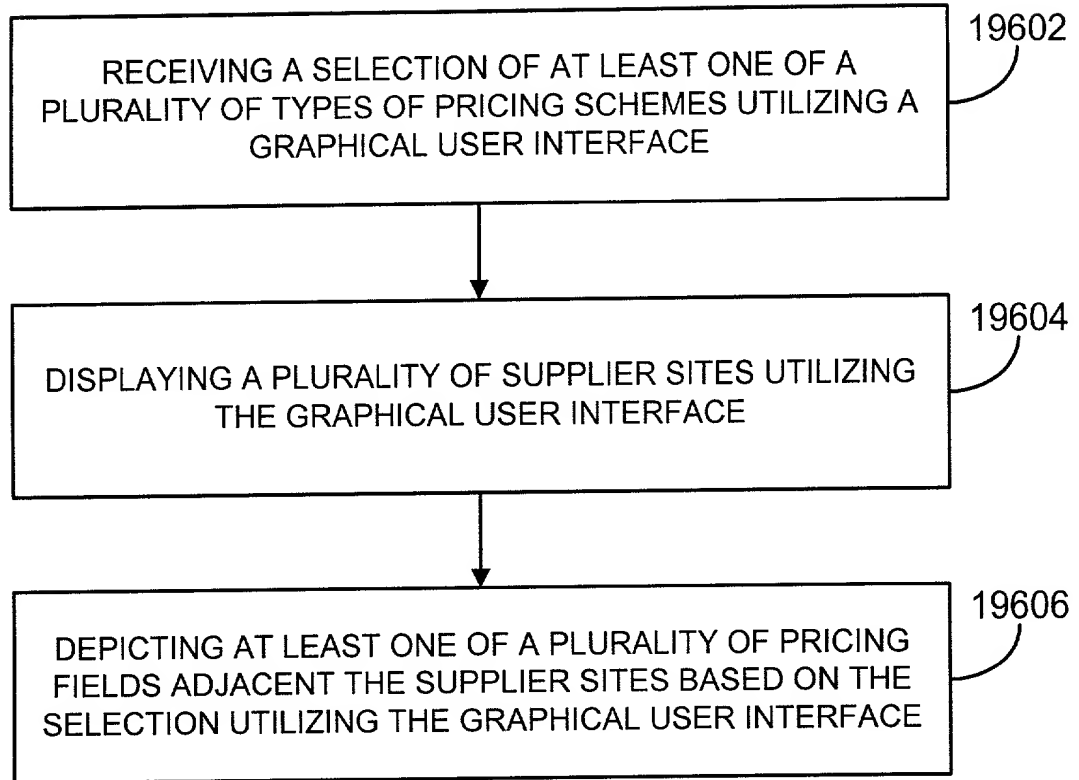 19602
RECEIVING A SELECTION OF AT LEAST ONE OF A
PLURALITY OF TYPES OF PRICING SCHEMES UTILIZING A
GRAPHICAL USER INTERFACE
19604
DISPLAYING A PLURALITY OF SUPPLIER SITES UTILIZING
THE GRAPHICAL USER INTERFACE
19606
DEPICTING AT LEAST ONE OF A PLURALITY OF PRICING
FIELDS ADJACENT THE SUPPLIER SITES BASED ON THE
SELECTION UTILIZING THE GRAPHICAL USER INTERFACE